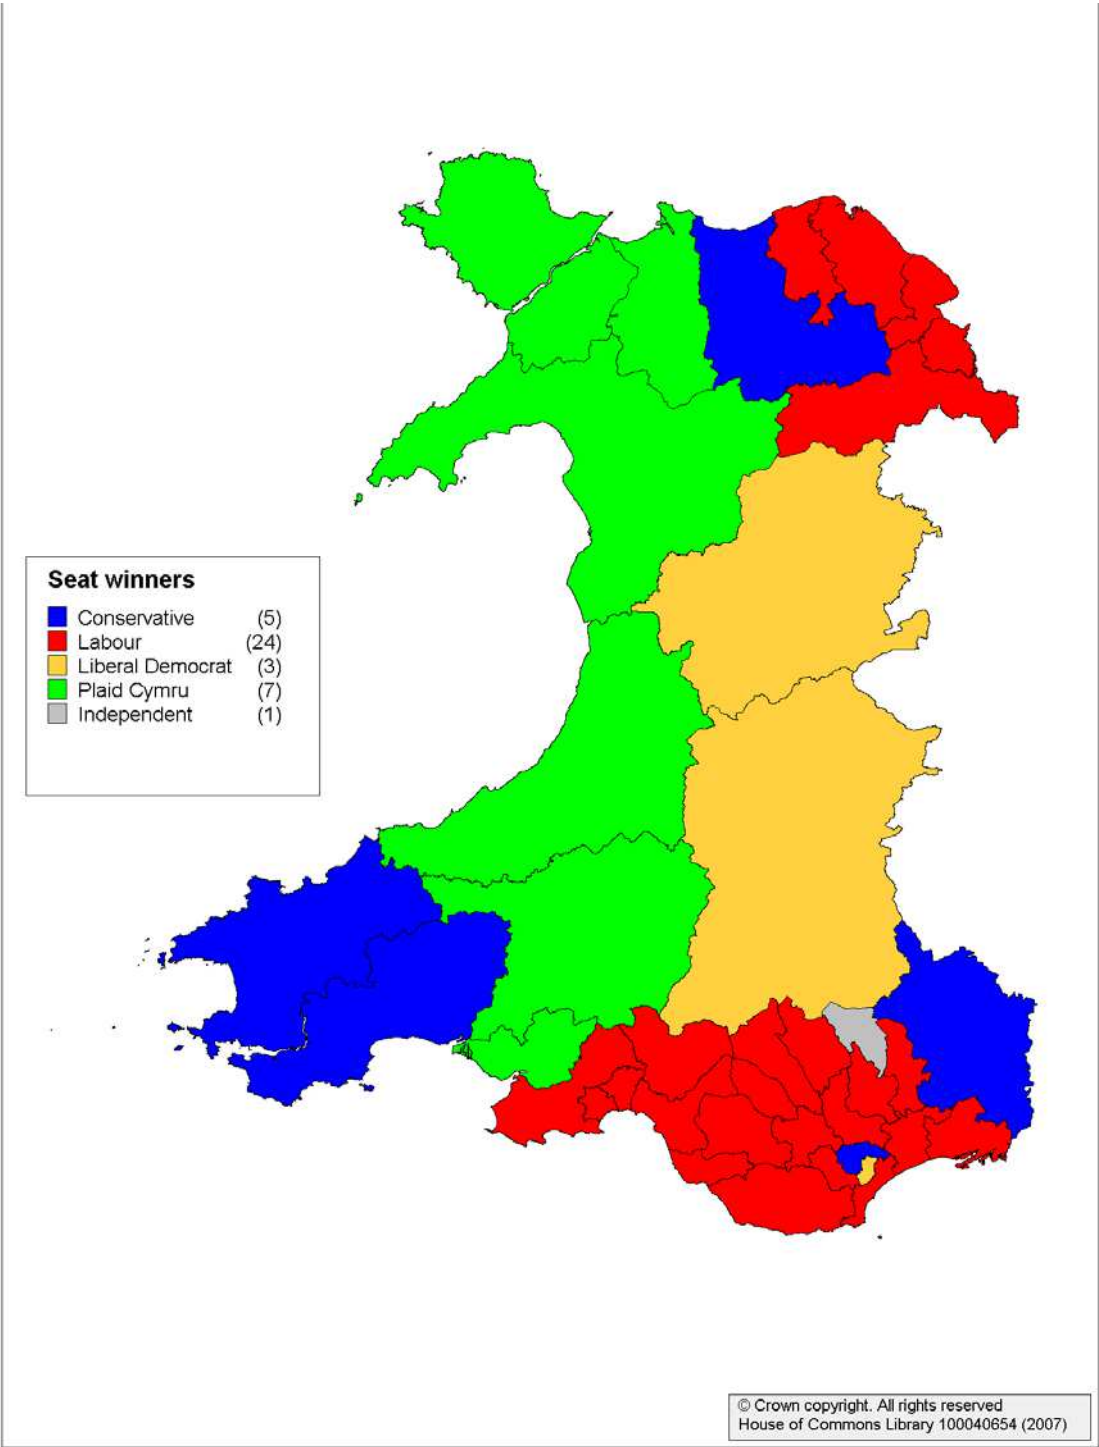 Seat winners
Conservative (5)
Labour (24)
Liberal Democrat (3)
Plaid Cymru (7)
Independent (1)
© Crown copyright. All rights reserved
House of Commons Library 100040654 (2007)